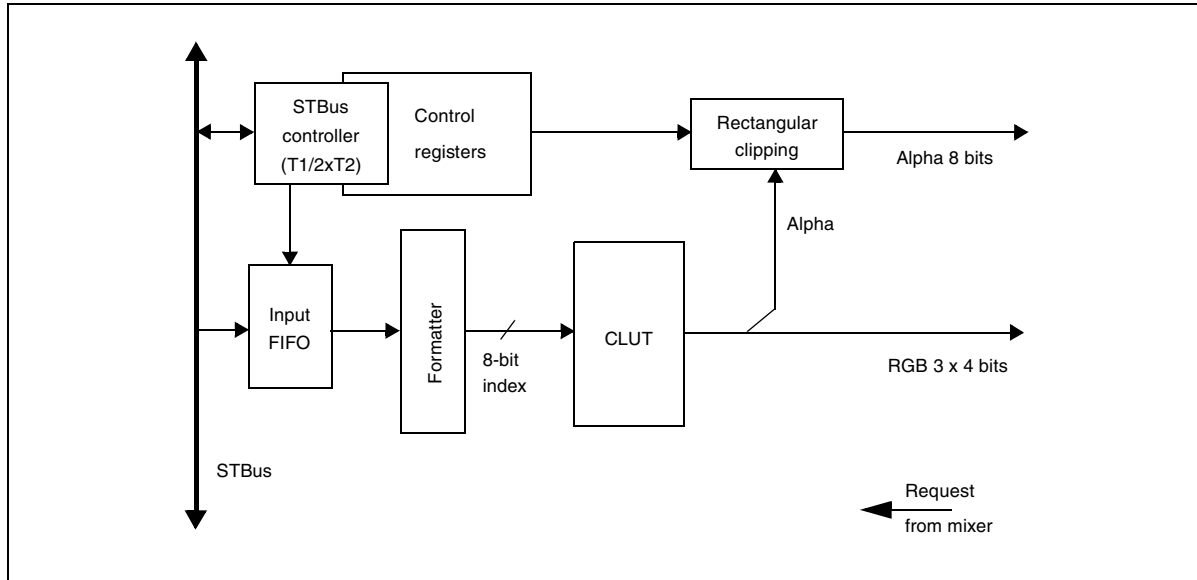 STBus
controller
(T1/2xT2)
Control
registers
Rectangular
clipping
Alpha 8 bits
Alpha
Input
FIFO
Formatter
8-bit
index
CLUT
RGB 3 x 4 bits
STBus
Request
from mixer